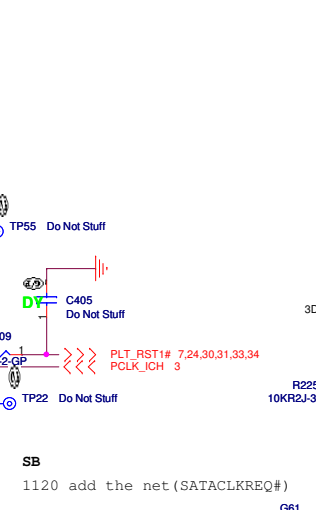 TP55 Do Not Stuff
DY
C405
Do Not Stuff
1
3D
09
1
PLT_RST1# 7,24,30,31,33,34
-2-GP
PCLK_ICH 3
R225
TP22 Do Not Stuff
10KR2J-3
SB
1120 add the net(SATACLKREQ#)
G61